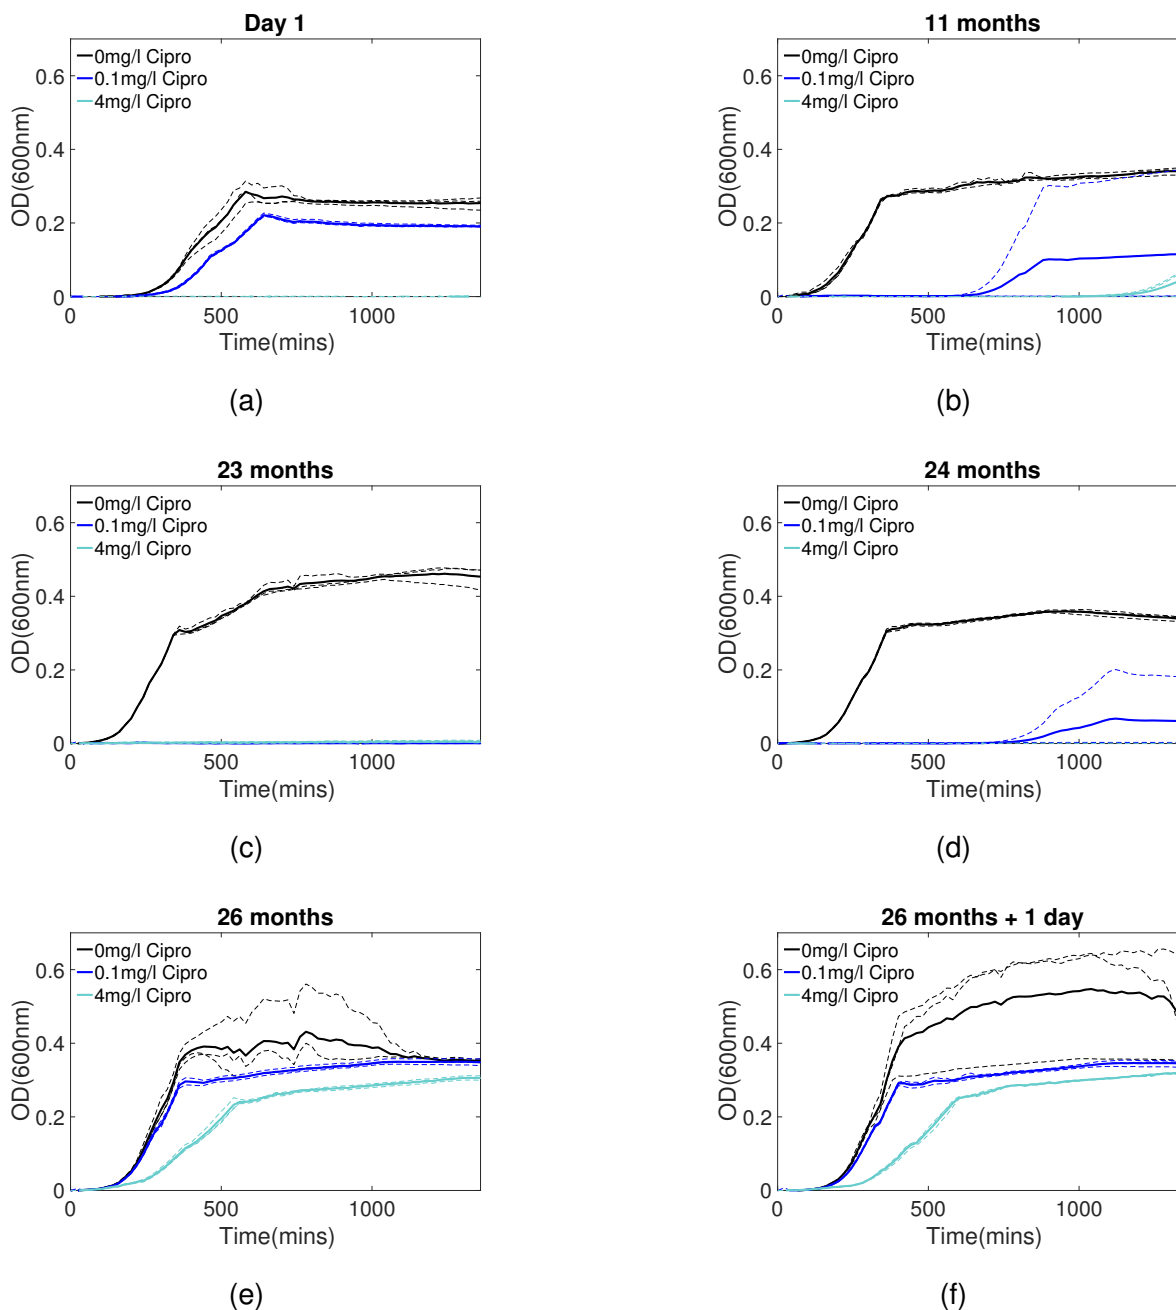 Day 1
0mg/l Cipro
0.1mg/l Cipro
4mg/l Cipro
OD(600nm)
0.6
0.4
0.2
0
0 500 1000
Time(mins)
(a)
11 months
0mg/l Cipro
0.1mg/l Cipro
4mg/l Cipro
OD(600nm)
0.6
0.4
0.2
0
0 500 1000
Time(mins)
(b)
23 months
0mg/l Cipro
0.1mg/l Cipro
4mg/l Cipro
OD(600nm)
0.6
0.4
0.2
0
0 500 1000
Time(mins)
(c)
24 months
0mg/l Cipro
0.1mg/l Cipro
4mg/l Cipro
OD(600nm)
0.6
0.4
0.2
0
0 500 1000
Time(mins)
(d)
26 months
0mg/l Cipro
0.1mg/l Cipro
4mg/l Cipro
OD(600nm)
0.6
0.4
0.2
0
0 500 1000
Time(mins)
(e)
26 months + 1 day
0mg/l Cipro
0.1mg/l Cipro
4mg/l Cipro
OD(600nm)
0.6
0.4
0.2
0
0 500 1000
Time(mins)
(f)